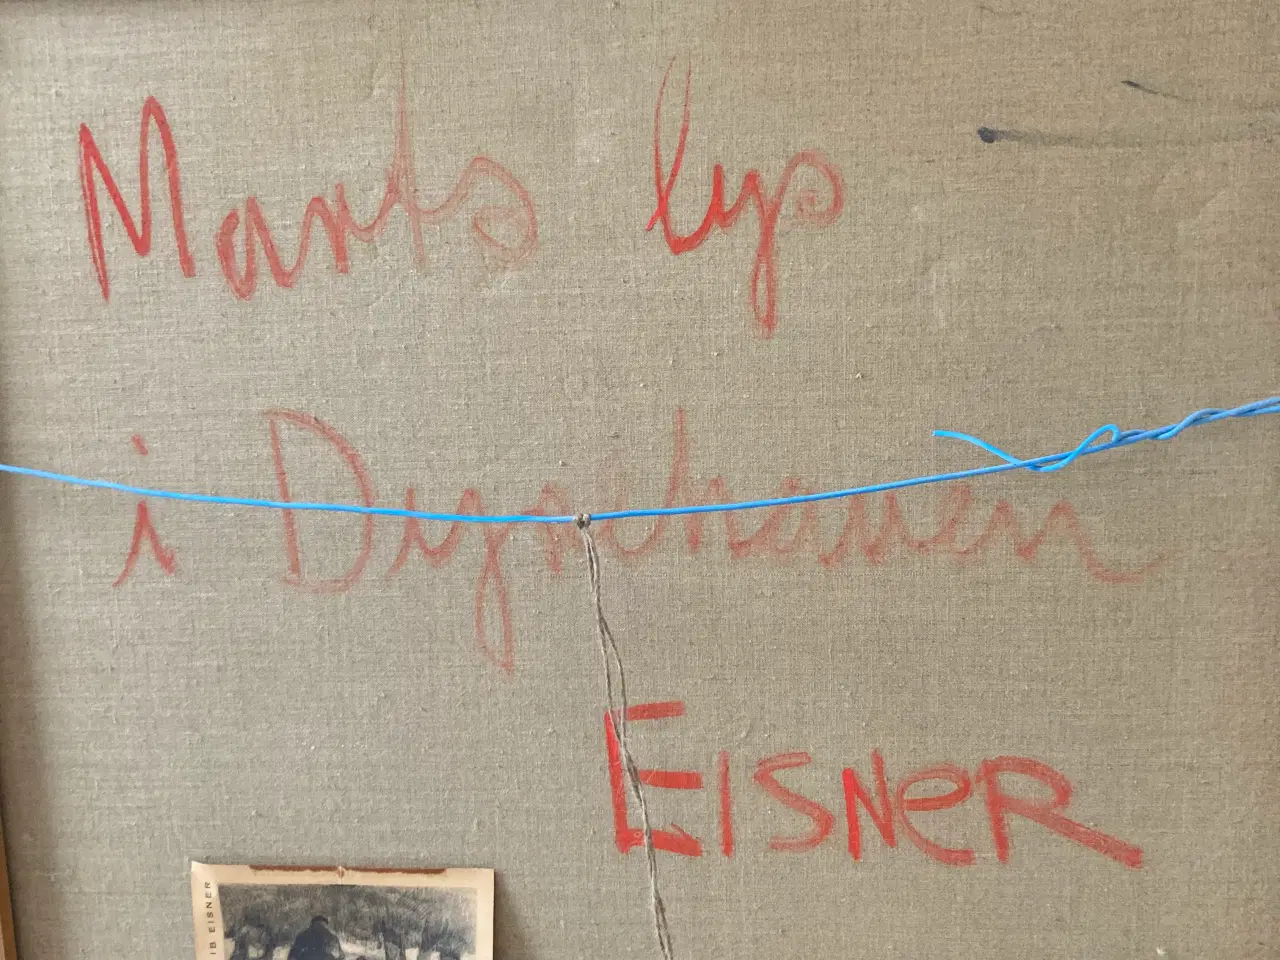 Marts lys
i Dyrehaven
EISNeR
IB EISNER